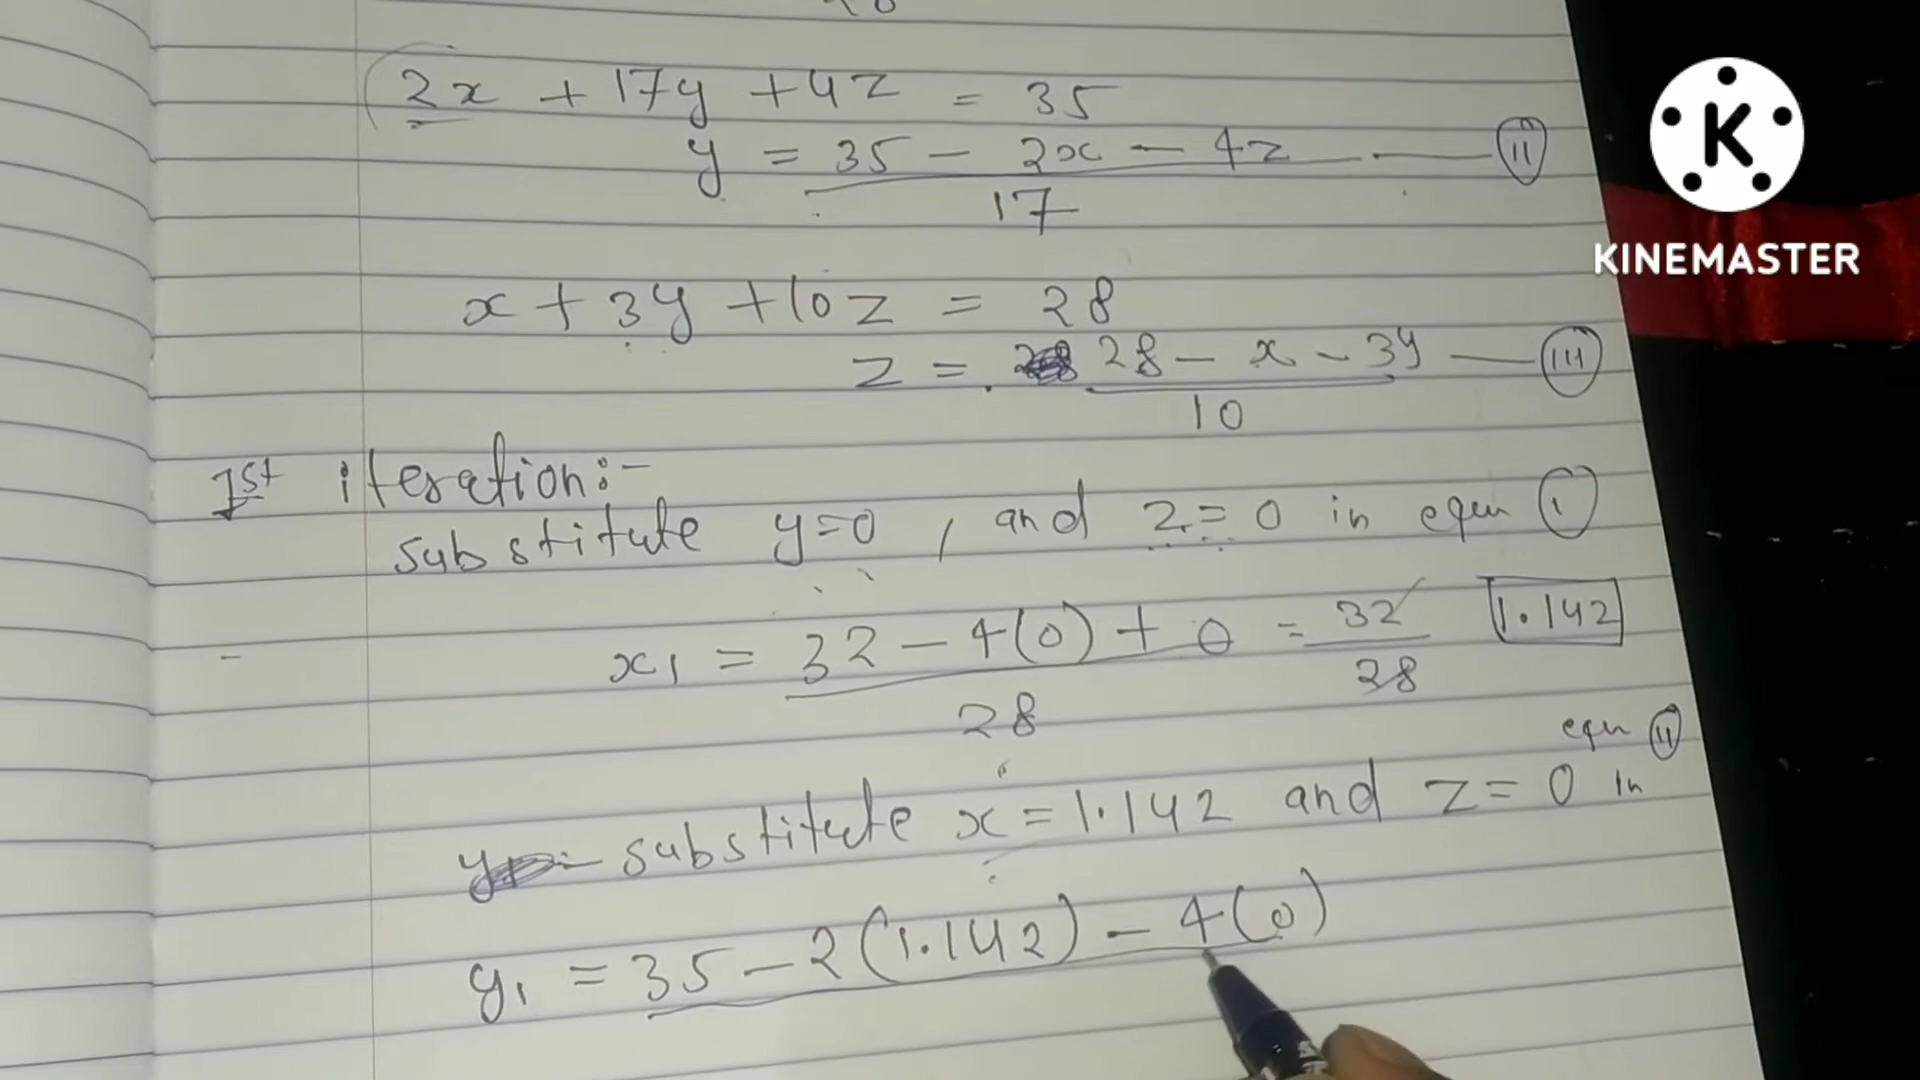 2x + 17y + 4z = 35
y = 35 - 2x - 4z (II)
17
x + 3y + 10z = 28
z = 28 - x - 3y (III)
10
1st iteration:-
substitute y=0, and z=0 in equn (I)
x1 = 32 - 4(0) + 0 = 32 1.142
28 28
equn (II)
substitute x = 1.142 and z = 0 in
y1 = 35 - 2(1.142) - 4(0)
K
KINEMASTER